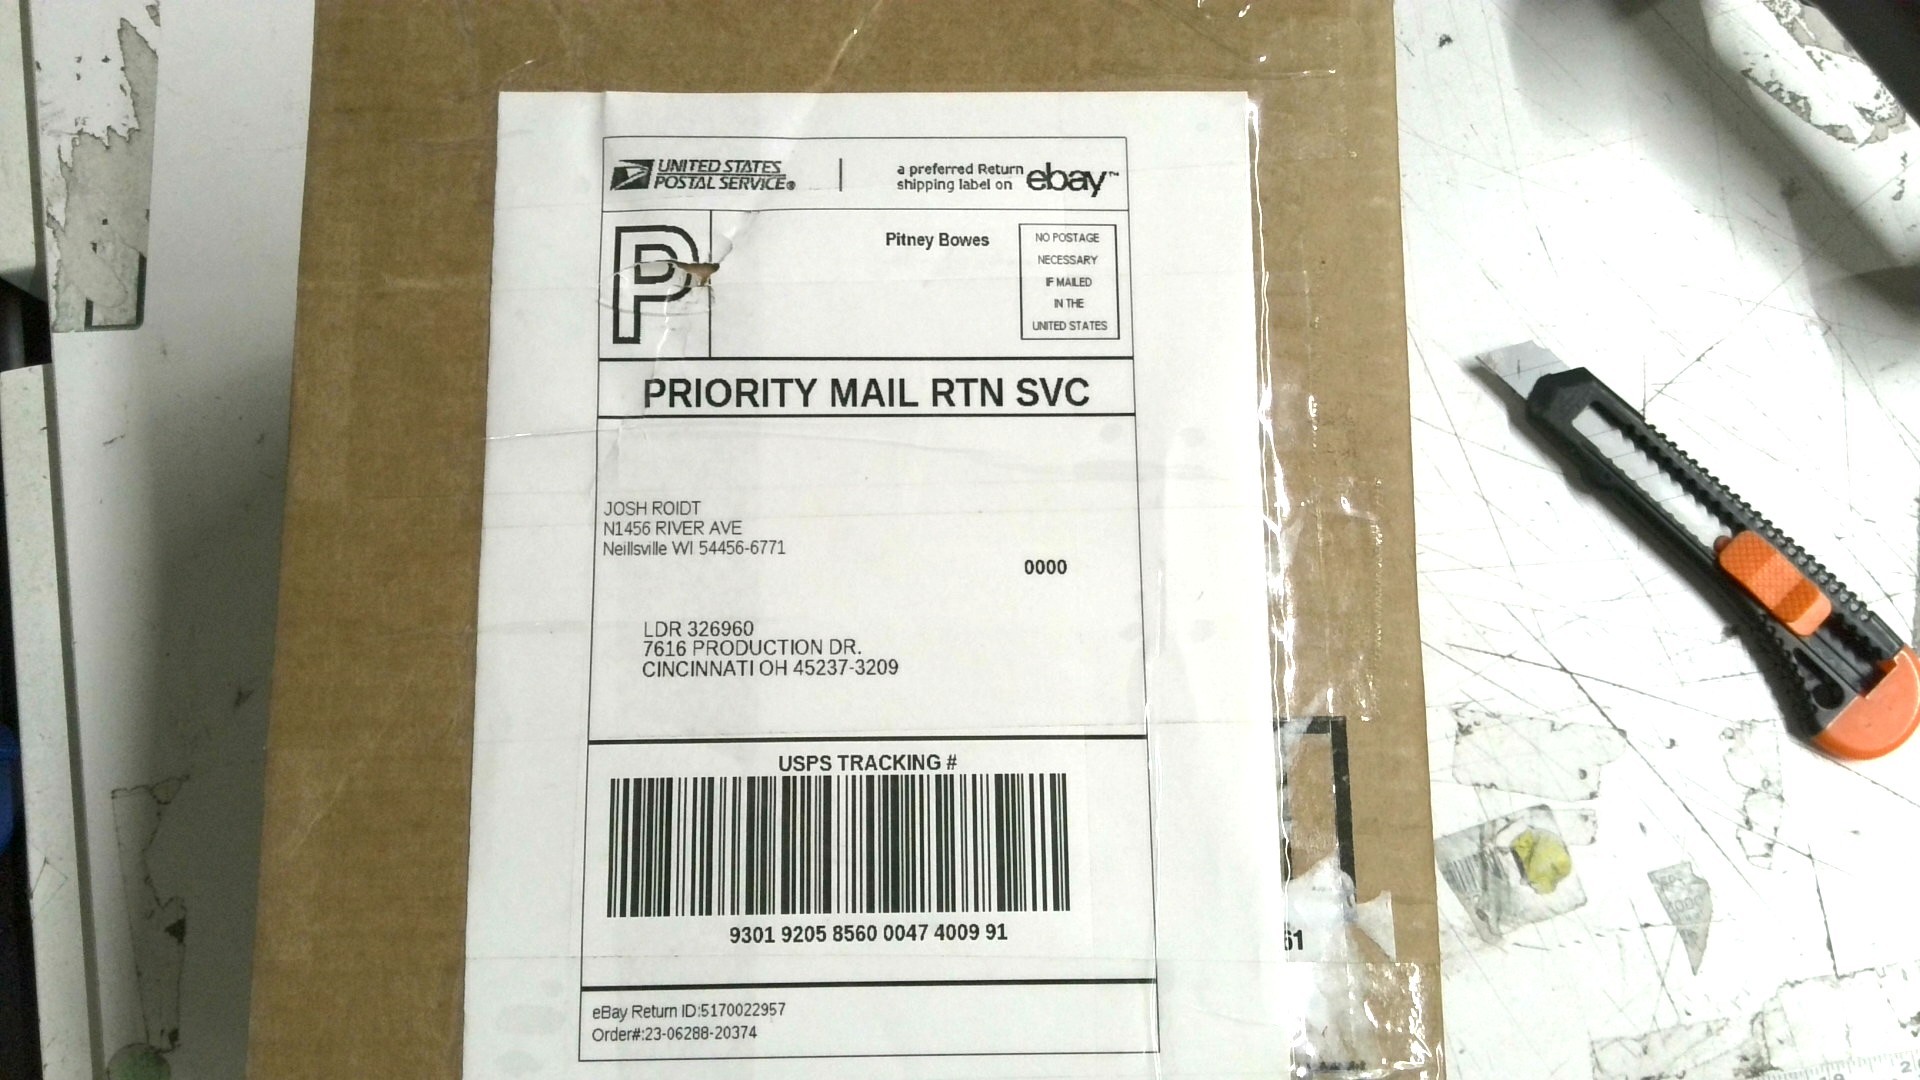 UNITED STATES
POSTAL SERVICE®
a preferred Return
shipping label on
ebay™
P
Pitney Bowes
NO POSTAGE
NECESSARY
IF MAILED
IN THE
UNITED STATES
PRIORITY MAIL RTN SVC
JOSH ROIDT
N1456 RIVER AVE
Neillsville WI 54456-6771
0000
LDR 326960
7616 PRODUCTION DR.
CINCINNATI OH 45237-3209
USPS TRACKING #
9301 9205 8560 0047 4009 91
61
eBay Return ID:5170022957
Order#:23-06288-20374